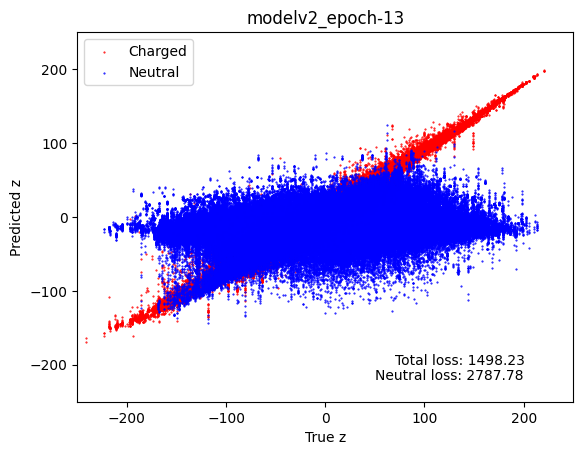 modelv2_epoch-13
Charged
Neutral
Predicted z
200
100
0
−100
−200
Total loss: 1498.23
Neutral loss: 2787.78
−200
−100
0
100
200
True z